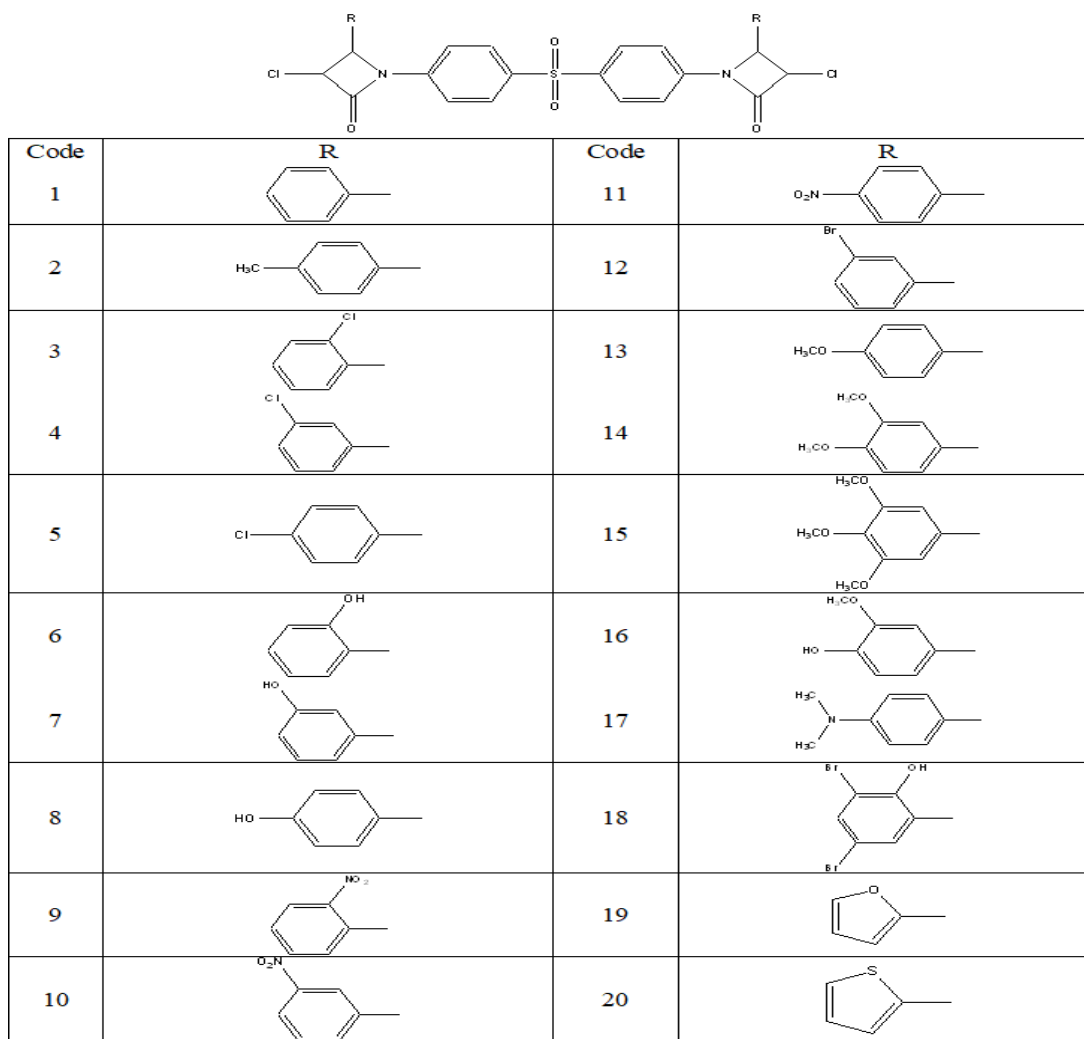 R R
Cl N S N Cl
O O O O
Code R Code R
1 11 O₂N
2 H₃C 12 Br
3 Cl 13 H₃CO
4 Cl 14 H₃CO H₃CO
5 Cl 15 H₃CO H₃CO H₃CO
6 OH 16 H₃CO HO
7 HO 17 H₃C N H₃C
8 HO 18 Br OH Br
9 NO₂ 19 O
10 O₂N 20 S